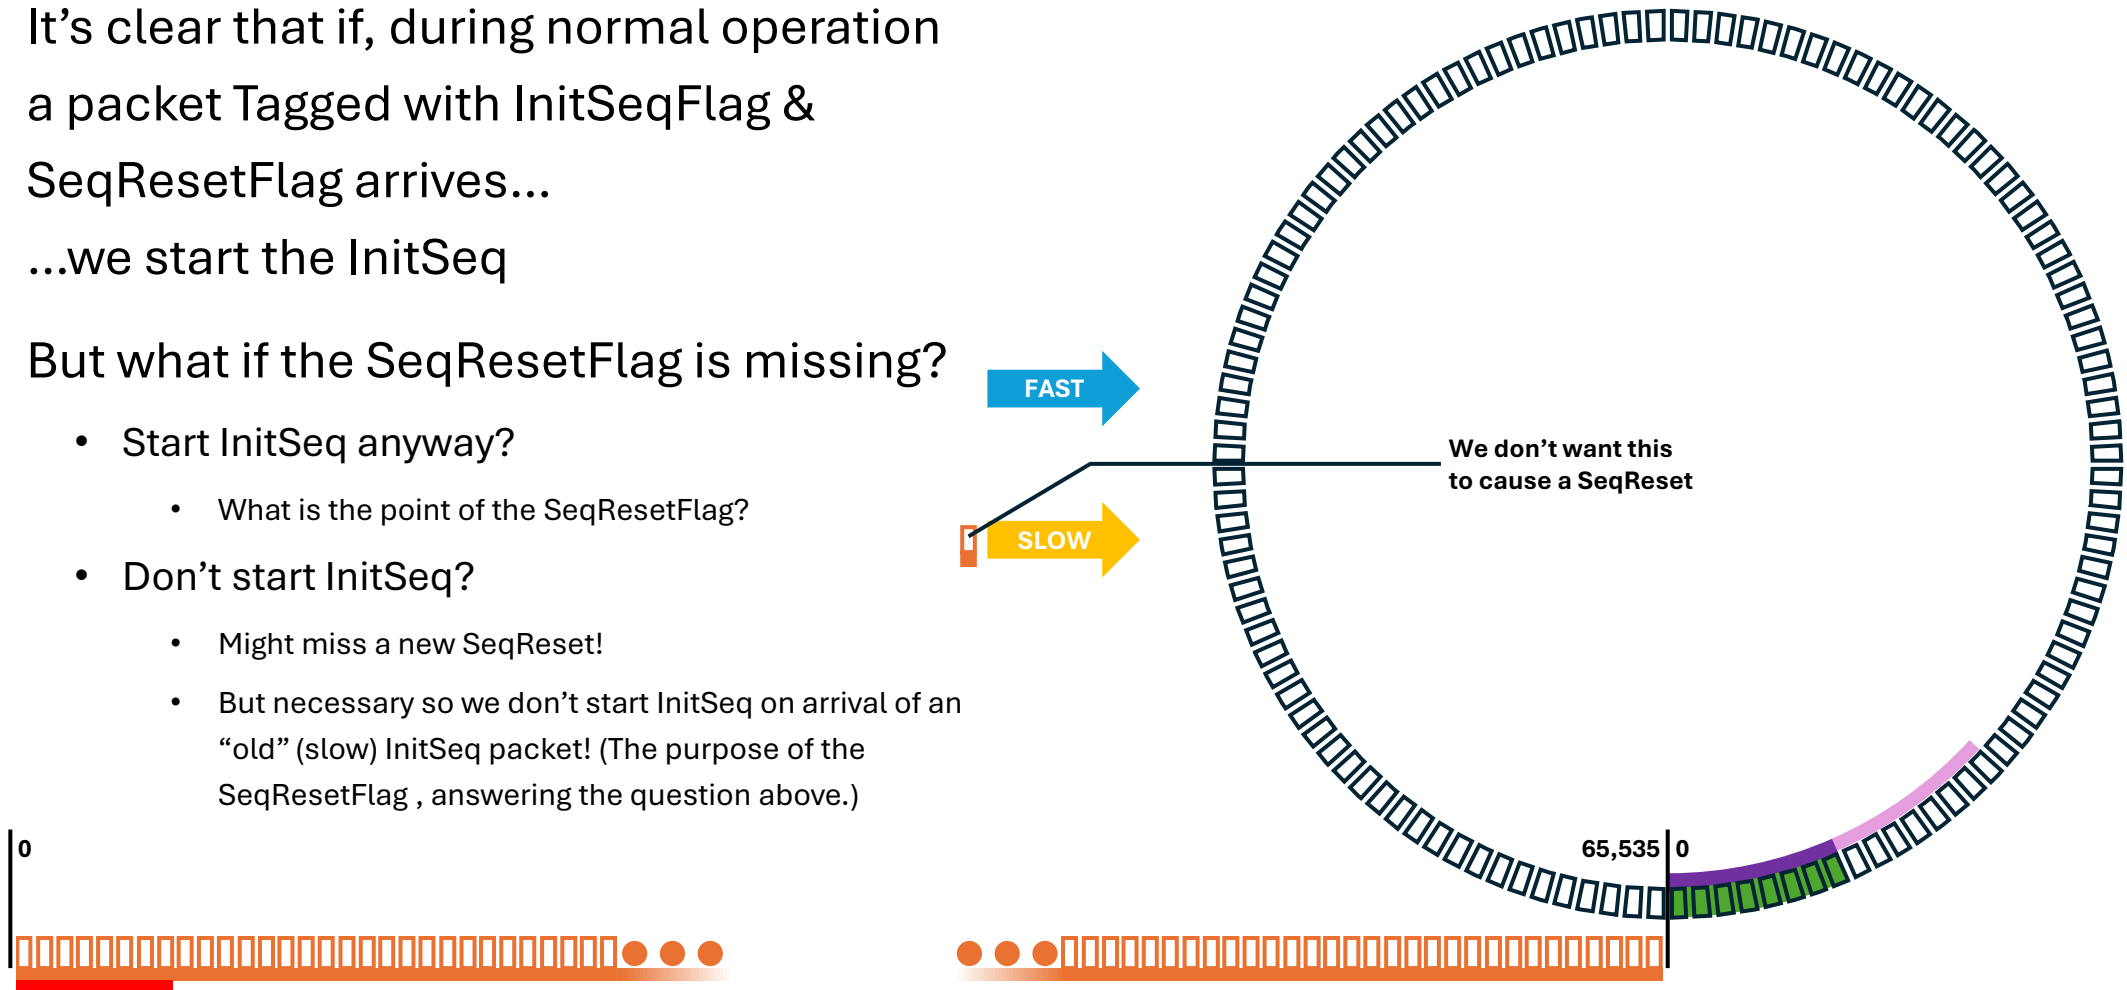 It’s clear that if, during normal operation
a packet Tagged with InitSeqFlag &
SeqResetFlag arrives…
…we start the InitSeq
But what if the SeqResetFlag is missing?
• Start InitSeq anyway?
• What is the point of the SeqResetFlag?
• Don’t start InitSeq?
• Might miss a new SeqReset!
• But necessary so we don’t start InitSeq on arrival of an
“old” (slow) InitSeq packet! (The purpose of the
SeqResetFlag , answering the question above.)
FAST
SLOW
We don’t want this
to cause a SeqReset
0
65,535
0